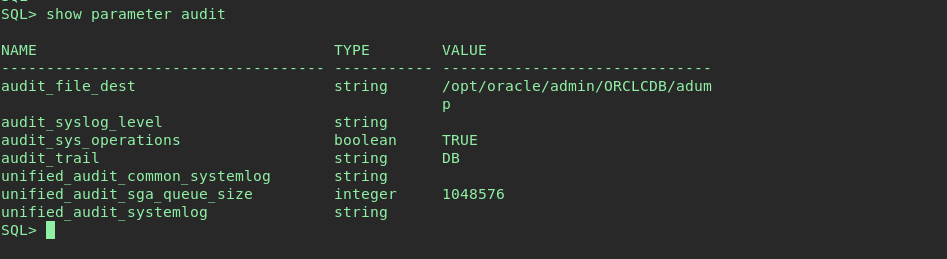 SQL> show parameter audit
NAME                                 TYPE        VALUE
------------------------------------ ----------- ------------------------------
audit_file_dest                      string      /opt/oracle/admin/ORCLCDB/adum
                                                 p
audit_syslog_level                   string
audit_sys_operations                 boolean     TRUE
audit_trail                          string      DB
unified_audit_common_systemlog       string
unified_audit_sga_queue_size         integer     1048576
unified_audit_systemlog              string
SQL>